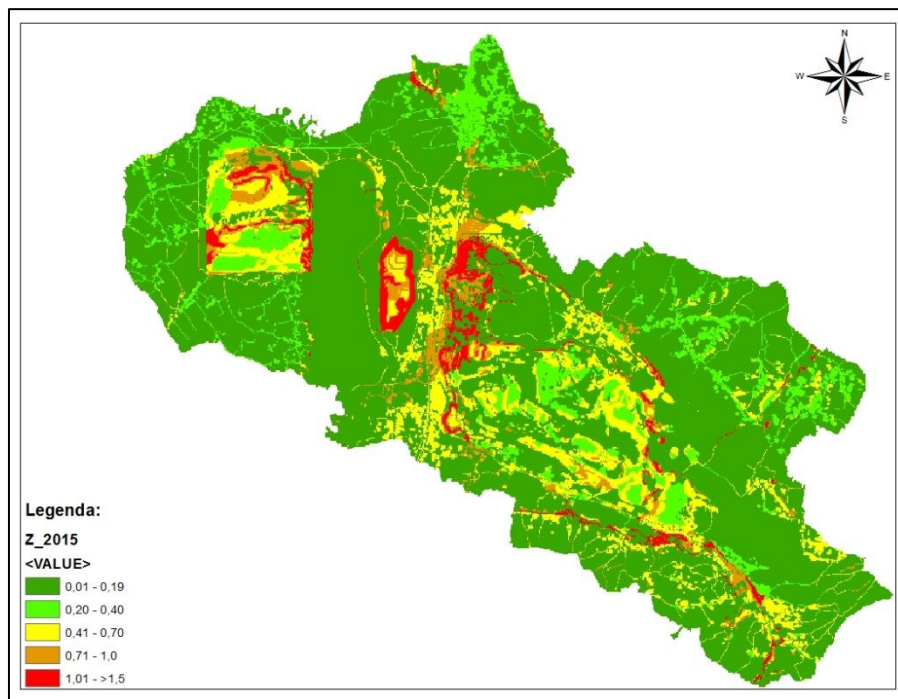 N
W E
S
Legenda:
Z_2015
<VALUE>
0,01 - 0,19
0,20 - 0,40
0,41 - 0,70
0,71 - 1,0
1,01 - >1,5